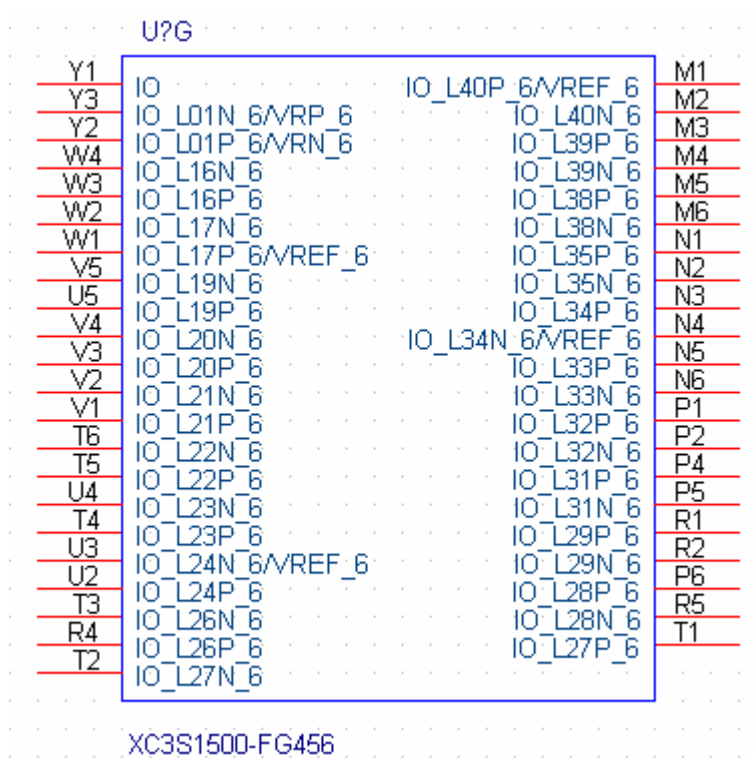 U?G
Y1 IO IO_L40P_6/VREF_6 M1
Y3 IO_L01N_6/VRP_6 IO_L40N_6 M2
Y2 IO_L01P_6/VRN_6 IO_L39P_6 M3
W4 IO_L16N_6 IO_L39N_6 M4
W3 IO_L16P_6 IO_L38P_6 M5
W2 IO_L17N_6 IO_L38N_6 M6
W1 IO_L17P_6/VREF_6 IO_L35P_6 N1
V5 IO_L19N_6 IO_L35N_6 N2
U5 IO_L19P_6 IO_L34P_6 N3
V4 IO_L20N_6 IO_L34N_6/VREF_6 N4
V3 IO_L20P_6 IO_L33P_6 N5
V2 IO_L21N_6 IO_L33N_6 N6
V1 IO_L21P_6 IO_L32P_6 P1
T6 IO_L22N_6 IO_L32N_6 P2
T5 IO_L22P_6 IO_L31P_6 P4
U4 IO_L23N_6 IO_L31N_6 P5
T4 IO_L23P_6 IO_L29P_6 R1
U3 IO_L24N_6/VREF_6 IO_L29N_6 R2
U2 IO_L24P_6 IO_L28P_6 P6
T3 IO_L26N_6 IO_L28N_6 R5
R4 IO_L26P_6 IO_L27P_6 T1
T2 IO_L27N_6
XC3S1500-FG456